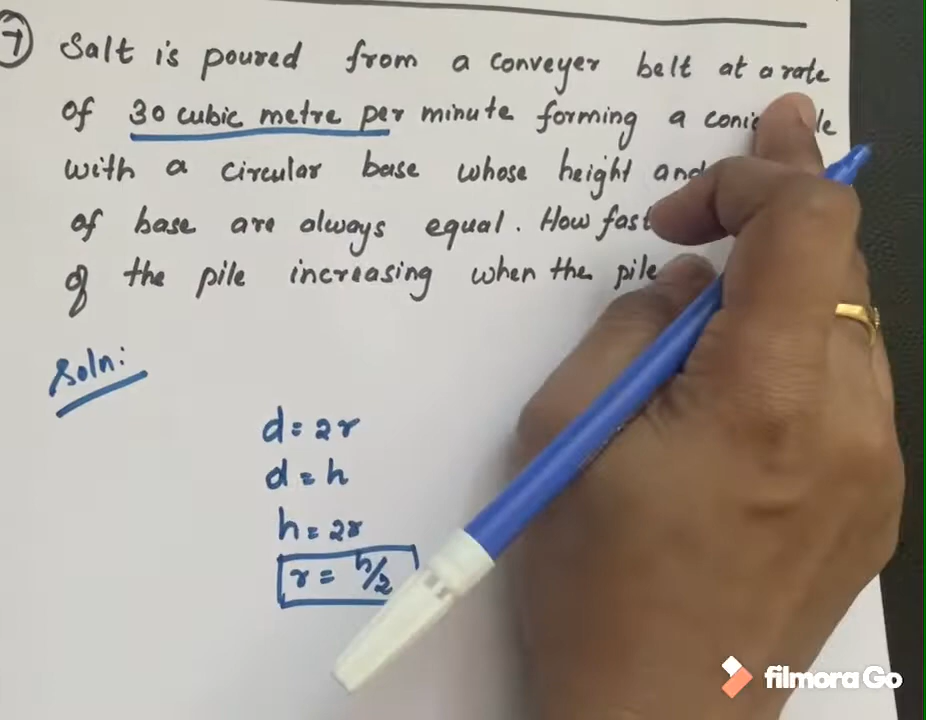 7 Salt is poured from a conveyer belt at a rate
of 30 cubic metre per minute forming a
with a circular base whose height and
of base are always equal. How fast
of the pile increasing when the pile
Soln:
d = 2r
d = h
h = 2r
r = h/2
filmoraGo